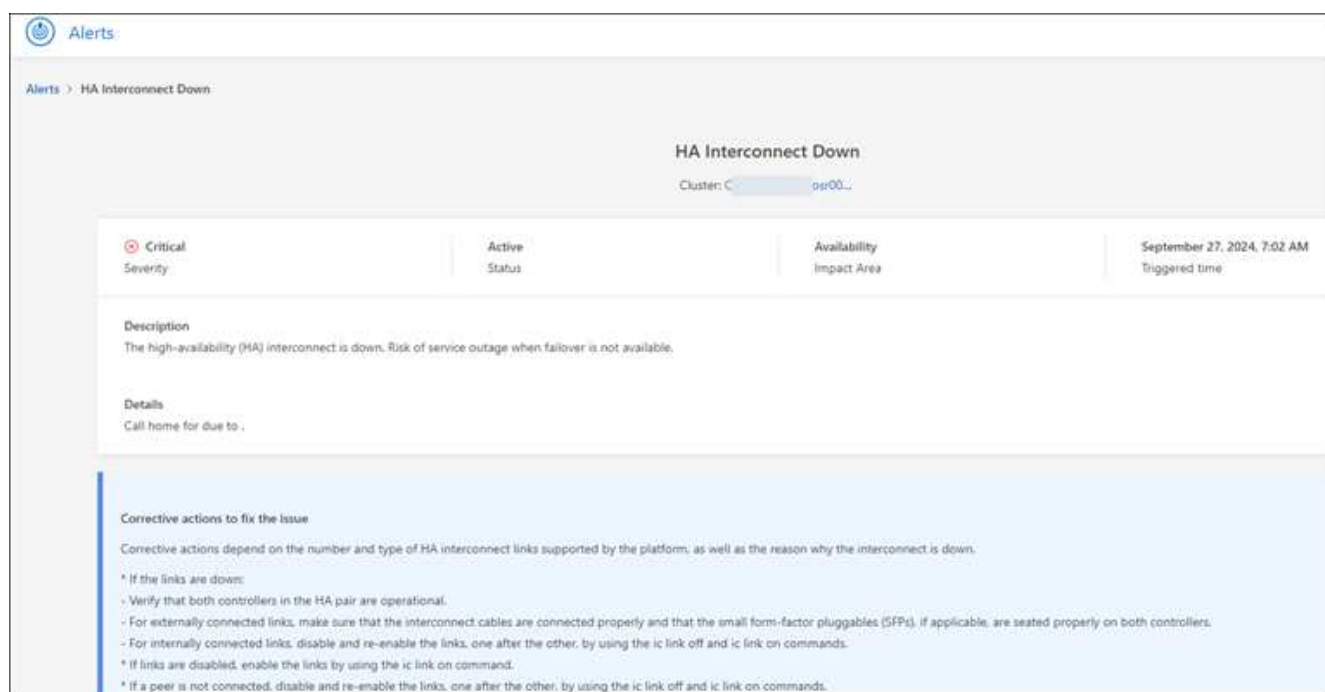 Alerts
Alerts > HA Interconnect Down
HA Interconnect Down
Cluster: C osr00...
Critical
Severity
Active
Status
Availability
Impact Area
September 27, 2024, 7:02 AM
Triggered time
Description
The high-availability (HA) interconnect is down. Risk of service outage when failover is not available.
Details
Call home for due to .
Corrective actions to fix the issue
Corrective actions depend on the number and type of HA interconnect links supported by the platform, as well as the reason why the interconnect is down.
* If the links are down:
- Verify that both controllers in the HA pair are operational.
- For externally connected links, make sure that the interconnect cables are connected properly and that the small form-factor pluggables (SFPs), if applicable, are seated properly on both controllers.
- For internally connected links, disable and re-enable the links, one after the other, by using the ic link off and ic link on commands.
* If links are disabled, enable the links by using the ic link on command.
* If a peer is not connected, disable and re-enable the links, one after the other, by using the ic link off and ic link on commands.